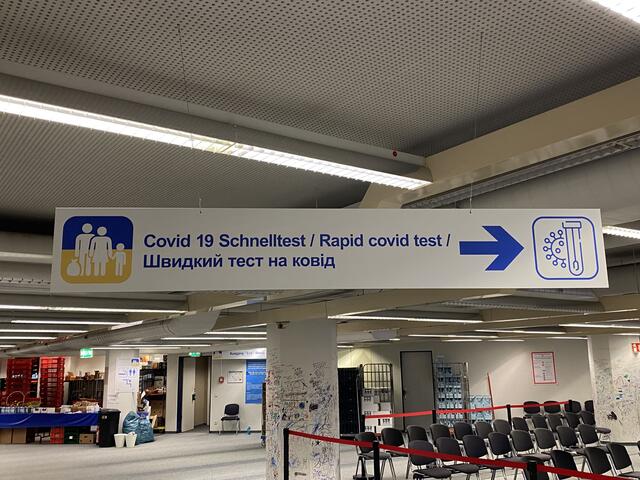 Covid 19 Schnelltest / Rapid covid test /
Швидкий тест на ковід